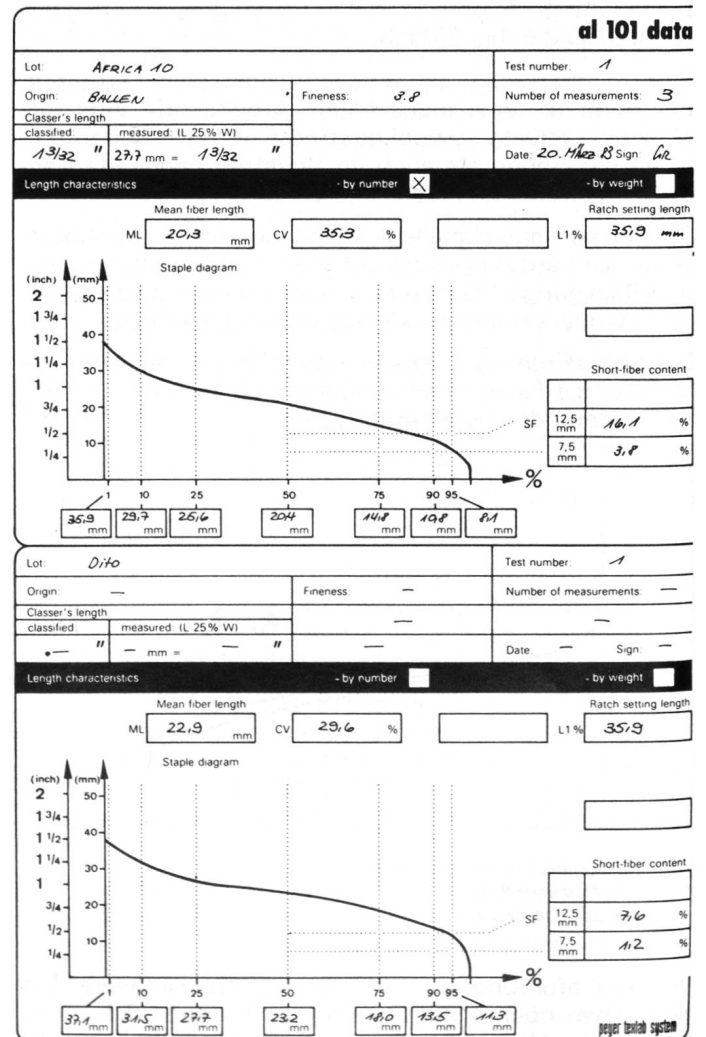 al 101 data
Lot: AFRICA 10 Test number: 1
Origin: BALLEN Fineness: 3.8 Number of measurements: 3
Classer's length
classified: measured: (L 25% W)
1 3/32 " 27,7 mm = 1 3/32 " Date: 20. März 83 Sign: GR
Length characteristics - by number X - by weight
Mean fiber length Ratch setting length
ML 20,3 mm CV 35,3 % L1% 35,9 mm
Staple diagram
(inch) (mm)
2 50
1 3/4
1 1/2 40
1 1/4 30
1
3/4 20
1/2 10
1/4
Short-fiber content
SF 12,5 mm 16,1 %
7,5 mm 3,8 %
%
1 10 25 50 75 90 95
35,9 mm 29,7 mm 25,6 mm 20,4 mm 14,8 mm 10,8 mm 8,1 mm
Lot: Dito Test number: 1
Origin: — Fineness: — Number of measurements: —
Classer's length — —
classified: measured: (L 25% W)
— " — mm = — " — Date — Sign: —
Length characteristics - by number - by weight
Mean fiber length Ratch setting length
ML 22,9 mm CV 29,6 % L1% 35,9
Staple diagram
(inch) (mm)
2 50
1 3/4
1 1/2 40
1 1/4 30
1
3/4 20
1/2 10
1/4
Short-fiber content
SF 12,5 mm 7,6 %
7,5 mm 1,2 %
%
1 10 25 50 75 90 95
37,1 mm 31,5 mm 27,7 mm 23,2 mm 18,0 mm 13,5 mm 11,3 mm
peyer texlab system